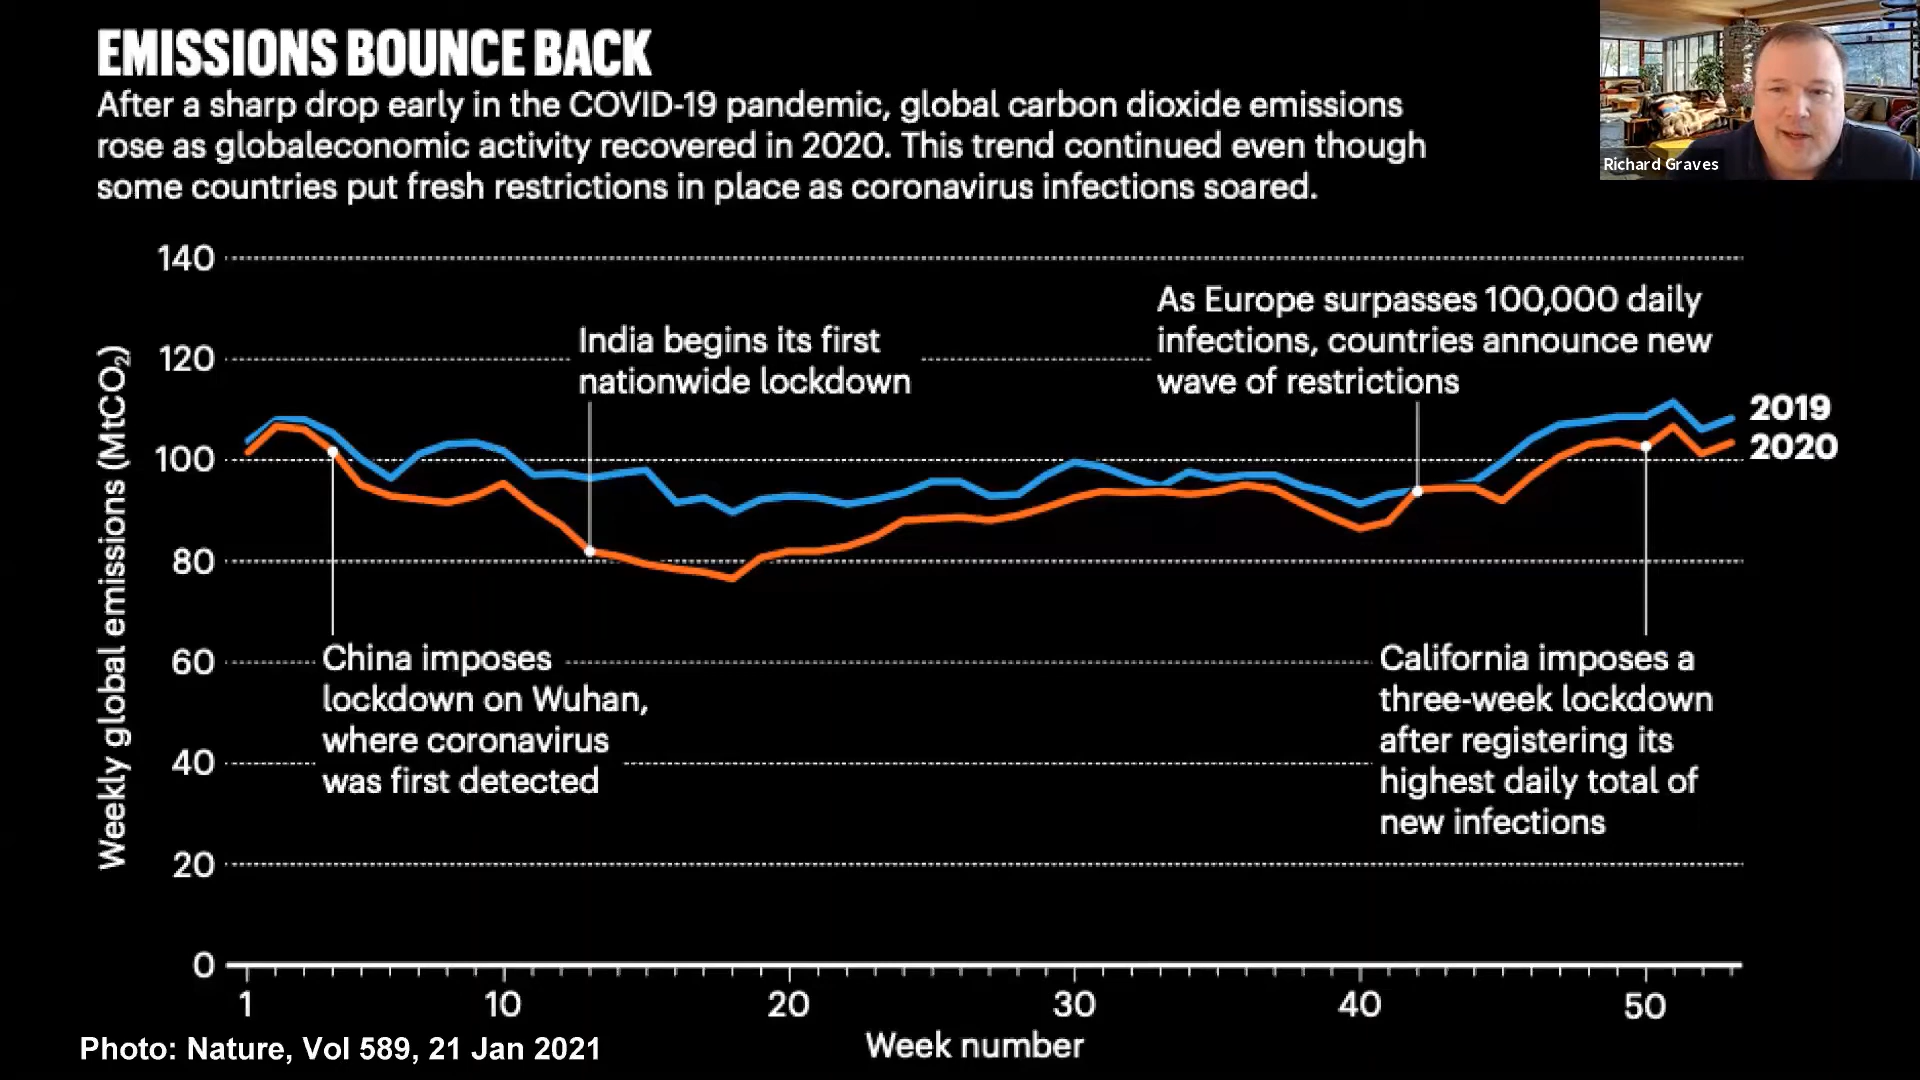 EMISSIONS BOUNCE BACK
After a sharp drop early in the COVID-19 pandemic, global carbon dioxide emissions
rose as globaleconomic activity recovered in 2020. This trend continued even though
some countries put fresh restrictions in place as coronavirus infections soared.
Richard Graves
140
As Europe surpasses 100,000 daily
infections, countries announce new
wave of restrictions
India begins its first
nationwide lockdown
120
2019
2020
100
80
60
40
20
0
Weekly global emissions (MtCO₂)
China imposes
lockdown on Wuhan,
where coronavirus
was first detected
California imposes a
three-week lockdown
after registering its
highest daily total of
new infections
1 10 20 30 40 50
Week number
Photo: Nature, Vol 589, 21 Jan 2021